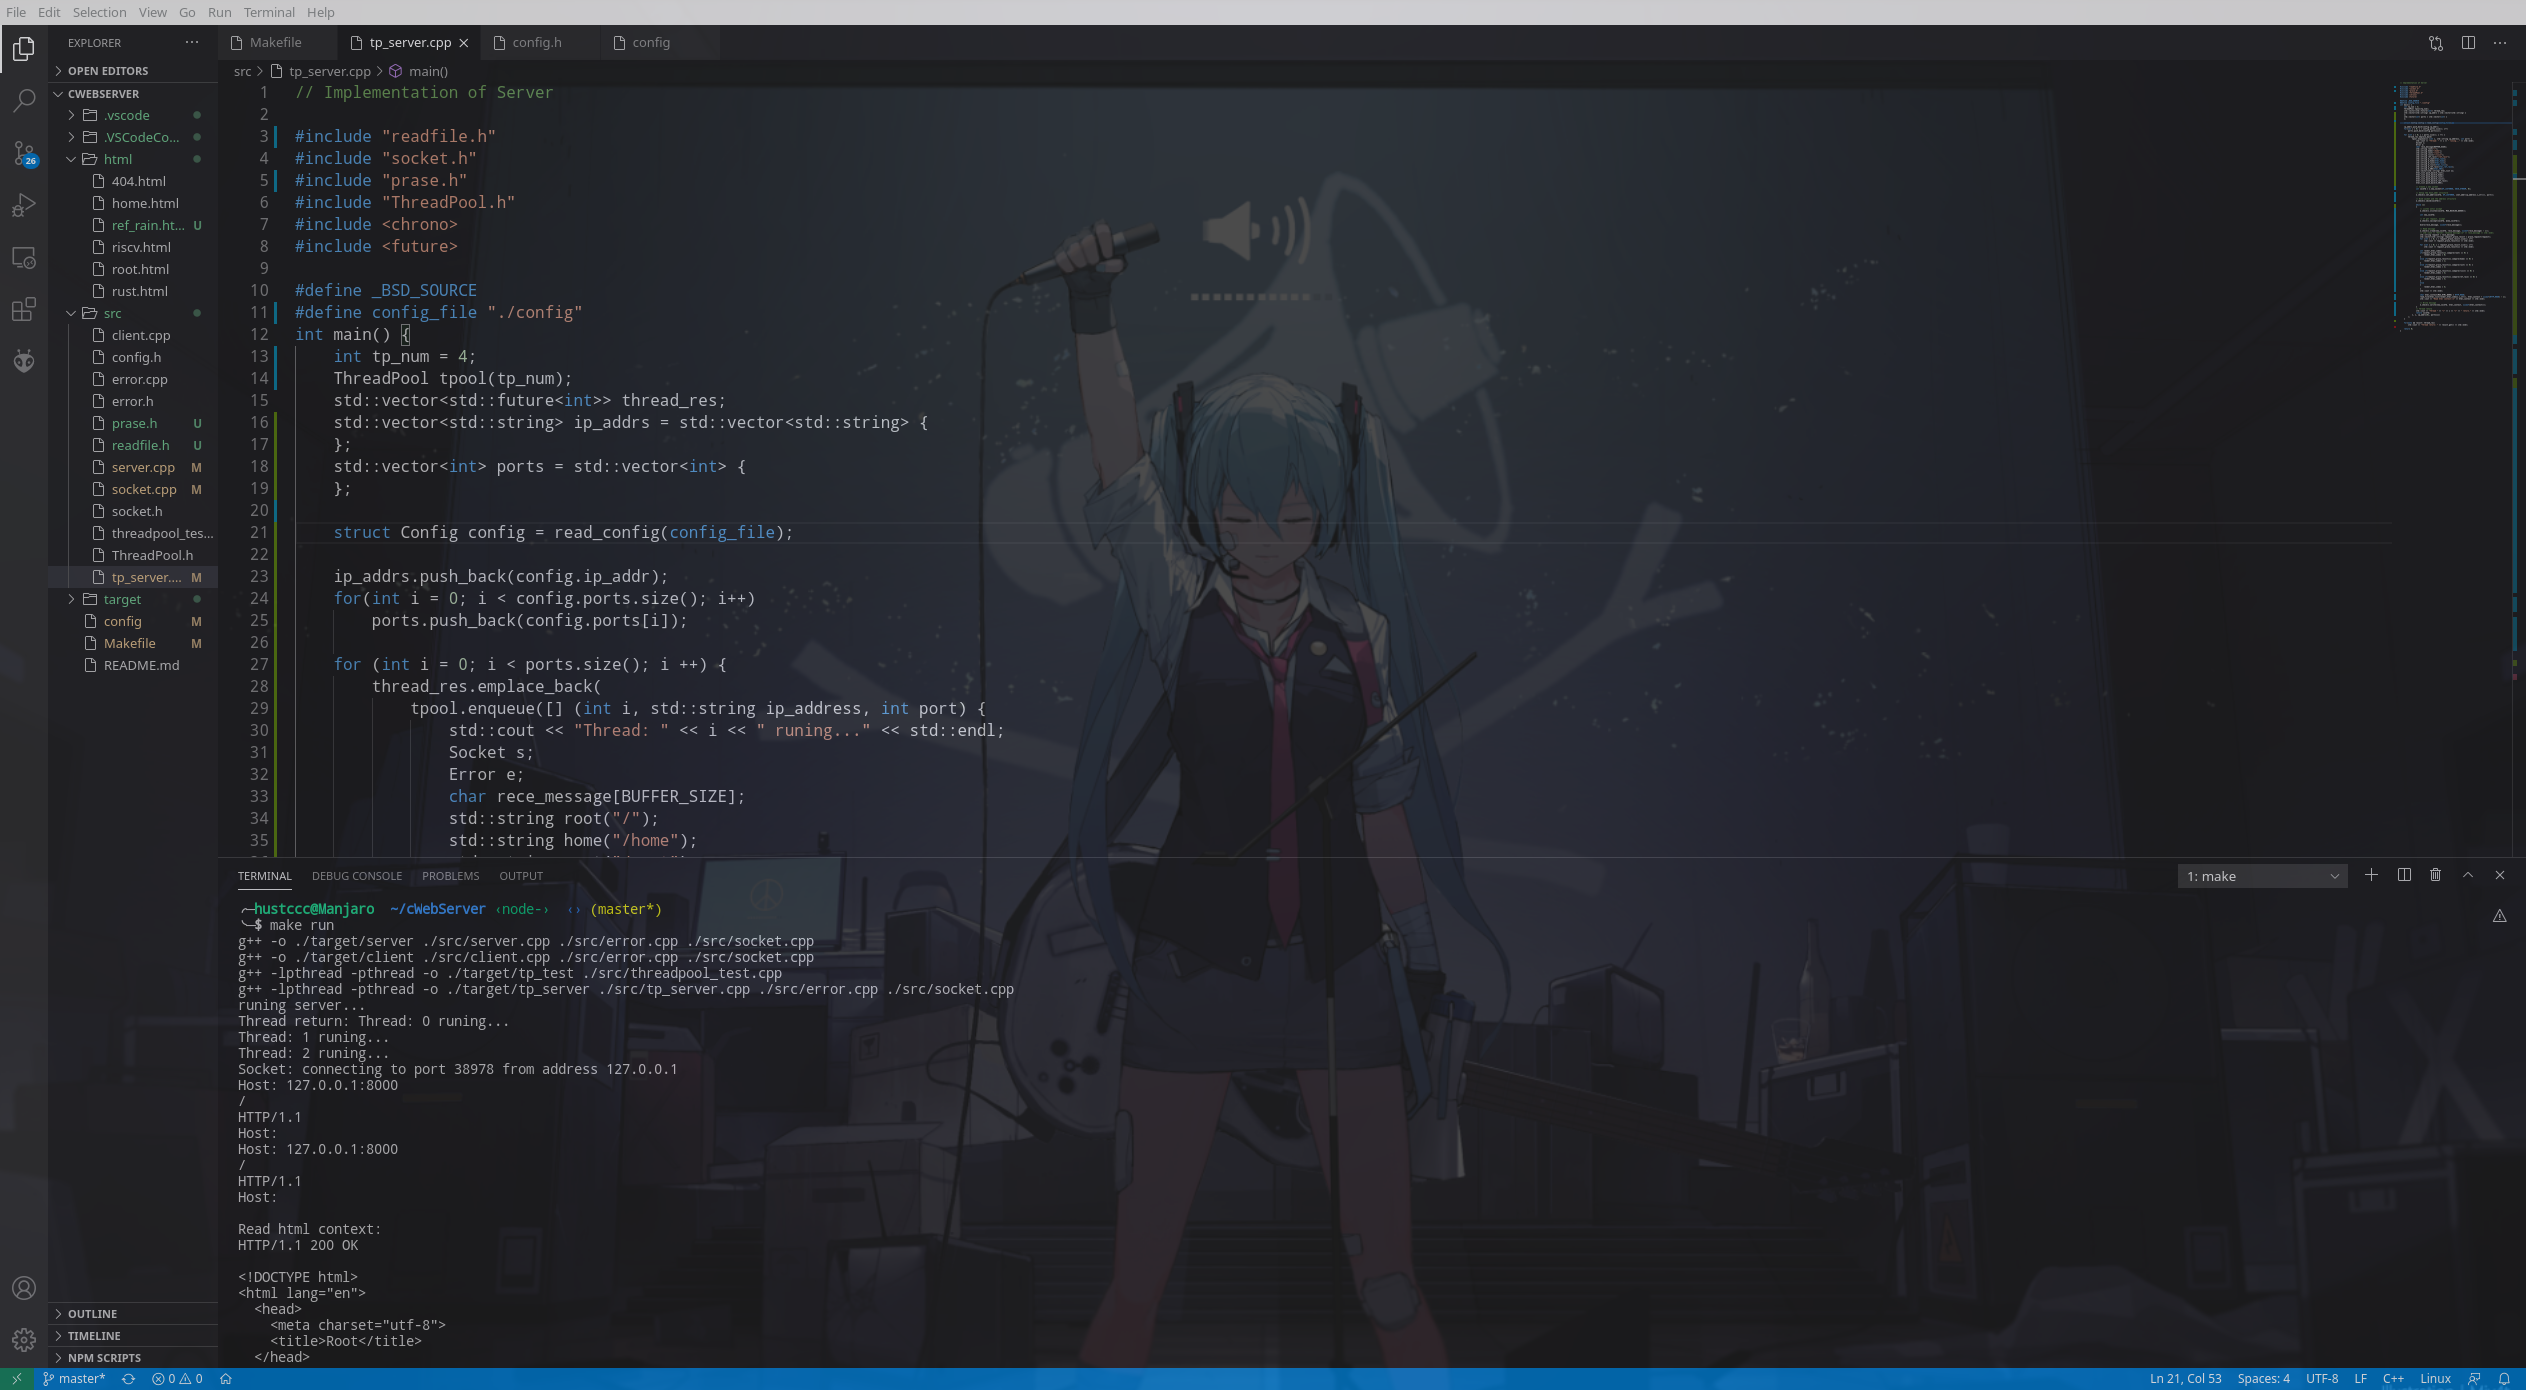 File Edit Selection View Go Run Terminal Help
EXPLORER
Makefile
tp_server.cpp
config.h
config
OPEN EDITORS
src > tp_server.cpp > main()
CWEBSERVER
.vscode
.VSCodeCo...
html
404.html
home.html
ref_rain.ht... U
riscv.html
root.html
rust.html
src
client.cpp
config.h
error.cpp
error.h
prase.h U
readfile.h U
server.cpp M
socket.cpp M
socket.h
threadpool_tes...
ThreadPool.h
tp_server.... M
target
config M
Makefile M
README.md
26
OUTLINE
TIMELINE
NPM SCRIPTS
1 // Implementation of Server
2
3 #include "readfile.h"
4 #include "socket.h"
5 #include "prase.h"
6 #include "ThreadPool.h"
7 #include <chrono>
8 #include <future>
9
10 #define _BSD_SOURCE
11 #define config_file "./config"
12 int main() {
13 int tp_num = 4;
14 ThreadPool tpool(tp_num);
15 std::vector<std::future<int>> thread_res;
16 std::vector<std::string> ip_addrs = std::vector<std::string> {
17 };
18 std::vector<int> ports = std::vector<int> {
19 };
20
21 struct Config config = read_config(config_file);
22
23 ip_addrs.push_back(config.ip_addr);
24 for(int i = 0; i < config.ports.size(); i++)
25 ports.push_back(config.ports[i]);
26
27 for (int i = 0; i < ports.size(); i ++) {
28 thread_res.emplace_back(
29 tpool.enqueue([] (int i, std::string ip_address, int port) {
30 std::cout << "Thread: " << i << " runing..." << std::endl;
31 Socket s;
32 Error e;
33 char rece_message[BUFFER_SIZE];
34 std::string root("/");
35 std::string home("/home");
TERMINAL DEBUG CONSOLE PROBLEMS OUTPUT
1: make
hustccc@Manjaro ~/cWebServer ‹node-› ‹› (master*)
$ make run
g++ -o ./target/server ./src/server.cpp ./src/error.cpp ./src/socket.cpp
g++ -o ./target/client ./src/client.cpp ./src/error.cpp ./src/socket.cpp
g++ -lpthread -pthread -o ./target/tp_test ./src/threadpool_test.cpp
g++ -lpthread -pthread -o ./target/tp_server ./src/tp_server.cpp ./src/error.cpp ./src/socket.cpp
runing server...
Thread return: Thread: 0 runing...
Thread: 1 runing...
Thread: 2 runing...
Socket: connecting to port 38978 from address 127.0.0.1
Host: 127.0.0.1:8000
/
HTTP/1.1
Host:
Host: 127.0.0.1:8000
/
HTTP/1.1
Host:
Read html context:
HTTP/1.1 200 OK
<!DOCTYPE html>
<html lang="en">
<head>
<meta charset="utf-8">
<title>Root</title>
</head>
master* 0 0 Ln 21, Col 53 Spaces: 4 UTF-8 LF C++ Linux